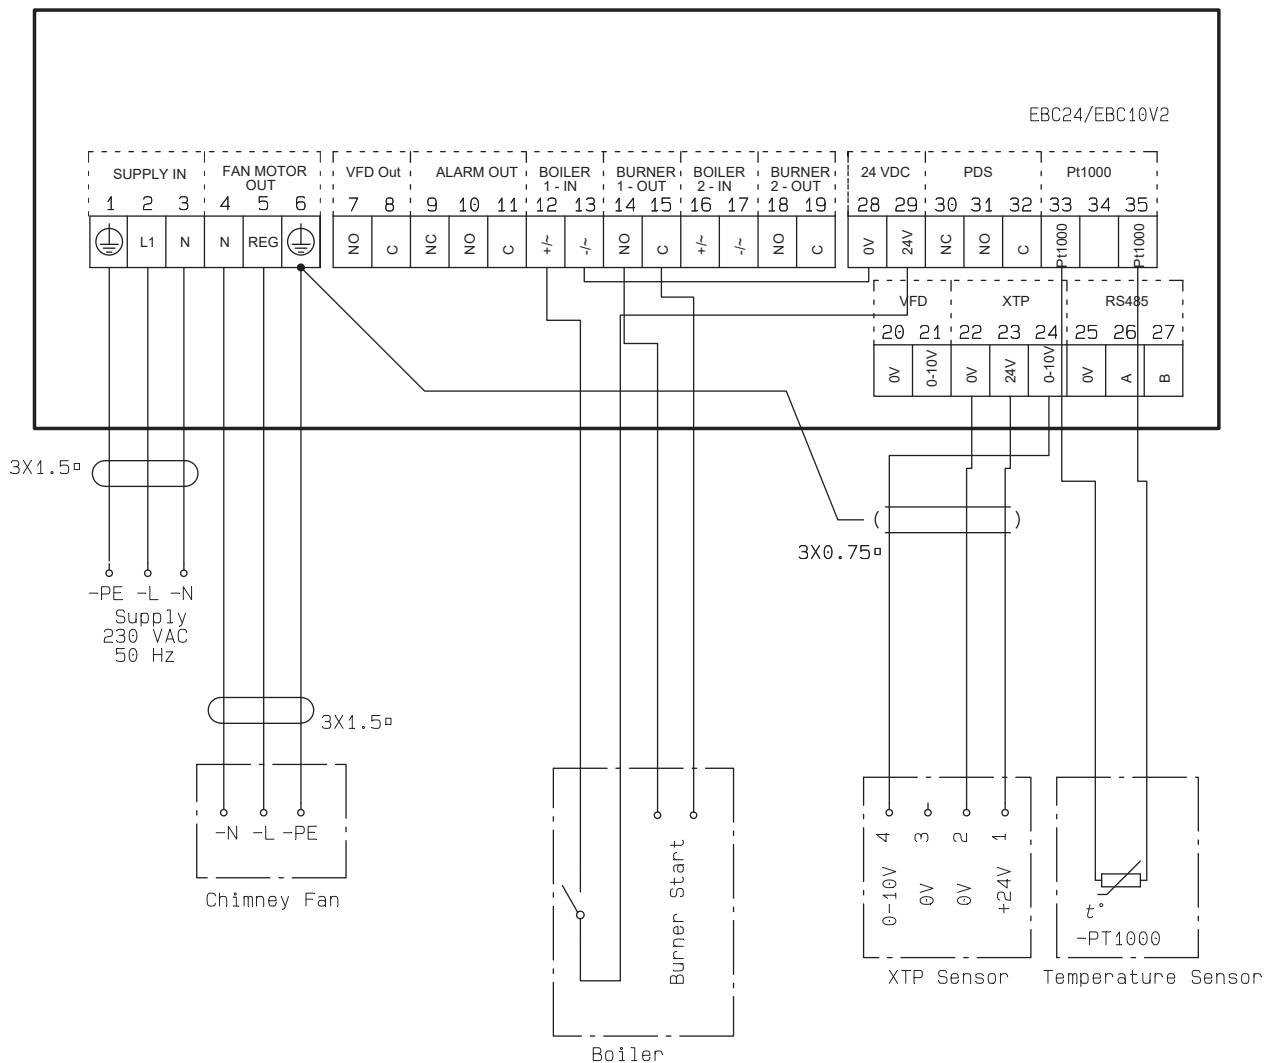 EBC24/EBC10V2
SUPPLY IN
FAN MOTOR
OUT
VFD Out
ALARM OUT
BOILER
1 - IN
BURNER
1 - OUT
BOILER
2 - IN
BURNER
2 - OUT
24 VDC
PDS
Pt1000
1 2 3 4 5 6 7 8 9 10 11 12 13 14 15 16 17 18 19 28 29 30 31 32 33 34 35
L1 N N REG NO C NC NO C +/~ -/~ NO C +/~ -/~ NO C 0V 24V NC NO C Pt1000 Pt1000
VFD XTP RS485
20 21 22 23 24 25 26 27
0V 0-10V 0V 24V 0-10V 0V A B
3X1.5
3X0.75
-PE -L -N
Supply
230 VAC
50 Hz
3X1.5
-N -L -PE
Chimney Fan
Burner Start
Boiler
4 3 2 1
0-10V 0V 0V +24V
XTP Sensor
t°
-PT1000
Temperature Sensor